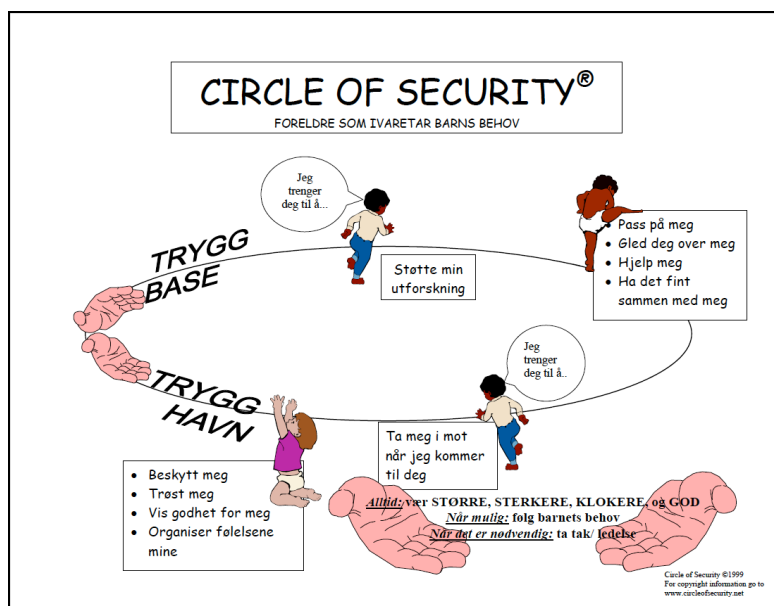 CIRCLE OF SECURITY®
FORELDRE SOM IVARETAR BARNS BEHOV
Jeg
trenger
deg til å...
TRYGG
BASE
Støtte min
utforskning
• Pass på meg
• Gled deg over meg
• Hjelp meg
• Ha det fint
sammen med meg
Jeg
trenger
deg til å..
TRYGG
HAVN
Ta meg i mot
når jeg kommer
til deg
• Beskytt meg
• Trøst meg
• Vis godhet for meg
• Organiser følelsene
mine
Alltid: vær STØRRE, STERKERE, KLOKERE, og GOD
Når mulig: følg barnets behov
Når det er nødvendig: ta tak/ ledelse
Circle of Security ©1999
For copyright information go to
www.circleofsecurity.net